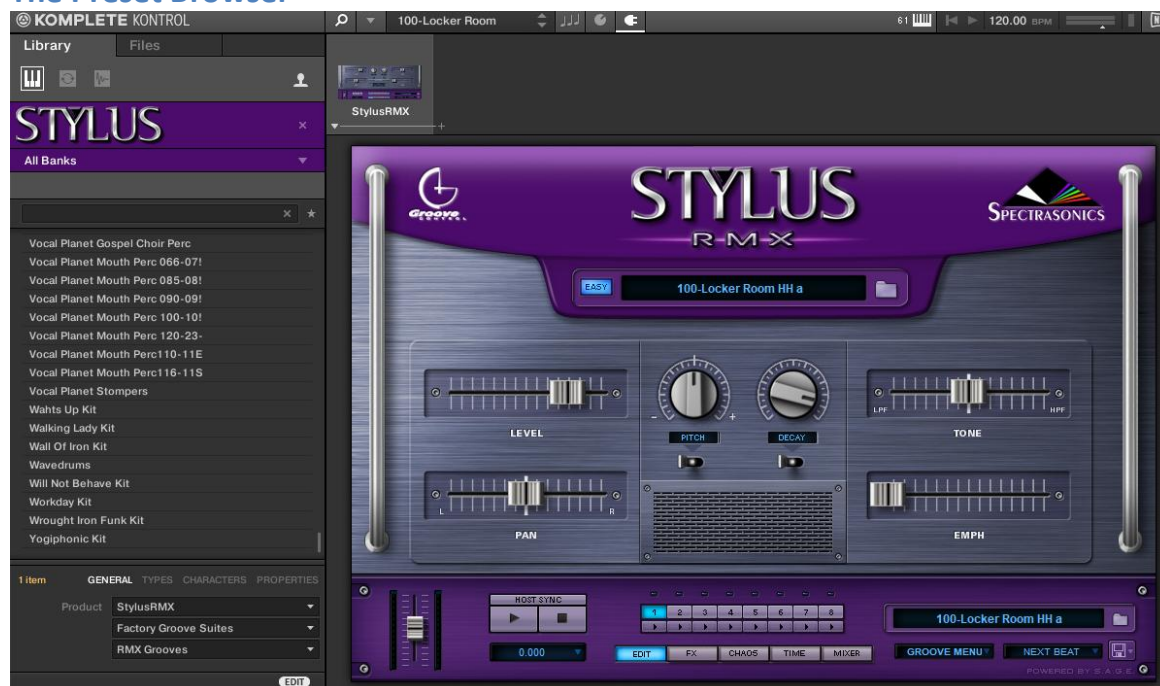 The Preset Browser
KOMPLETE KONTROL
100-Locker Room
61
120.00 BPM
Library
Files
STYLUS
×
All Banks
StylusRMX
+
Vocal Planet Gospel Choir Perc
Vocal Planet Mouth Perc 066-07!
Vocal Planet Mouth Perc 085-08!
Vocal Planet Mouth Perc 090-09!
Vocal Planet Mouth Perc 100-10!
Vocal Planet Mouth Perc 120-23-
Vocal Planet Mouth Perc110-11E
Vocal Planet Mouth Perc116-11S
Vocal Planet Stompers
Wahts Up Kit
Walking Lady Kit
Wall Of Iron Kit
Wavedrums
Will Not Behave Kit
Workday Kit
Wrought Iron Funk Kit
Yogiphonic Kit
1 item
GENERAL TYPES CHARACTERS PROPERTIES
Product StylusRMX
Factory Groove Suites
RMX Grooves
EDIT
Groove CONTROL
STYLUS
RMX
SPECTRASONICS
EASY
100-Locker Room HH a
LEVEL
- +
PITCH
DECAY
LPF HPF
TONE
L R
PAN
EMPH
HOST SYNC
0.000
1 2 3 4 5 6 7 8
EDIT FX CHAOS TIME MIXER
100-Locker Room HH a
GROOVE MENU
NEXT BEAT
POWERED BY S.A.G.E.